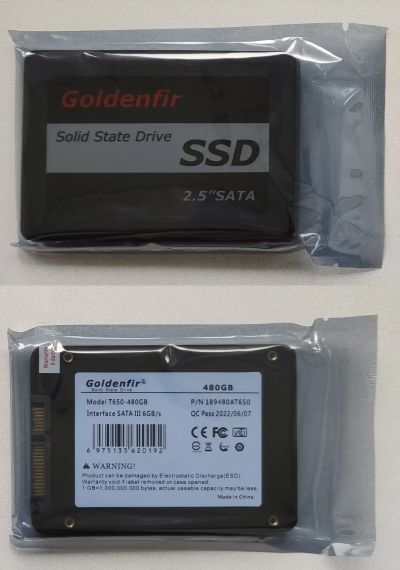 Goldenfir
Solid State Drive
SSD
2.5"SATA
Goldenfir®
Solid State Drive
480GB
Model T650-480GB
P/N 189480AT650
Interface SATA III 6GB/s
QC Pass 2022/06/07
6 975135 620192
WARNING!
Product can be damaged by Electrostatic Discharge(ESD).
Warranty void if label removed or case opened.
1 GB=1,000,000,000 bytes, actual useable capacity may be less.
Made in China